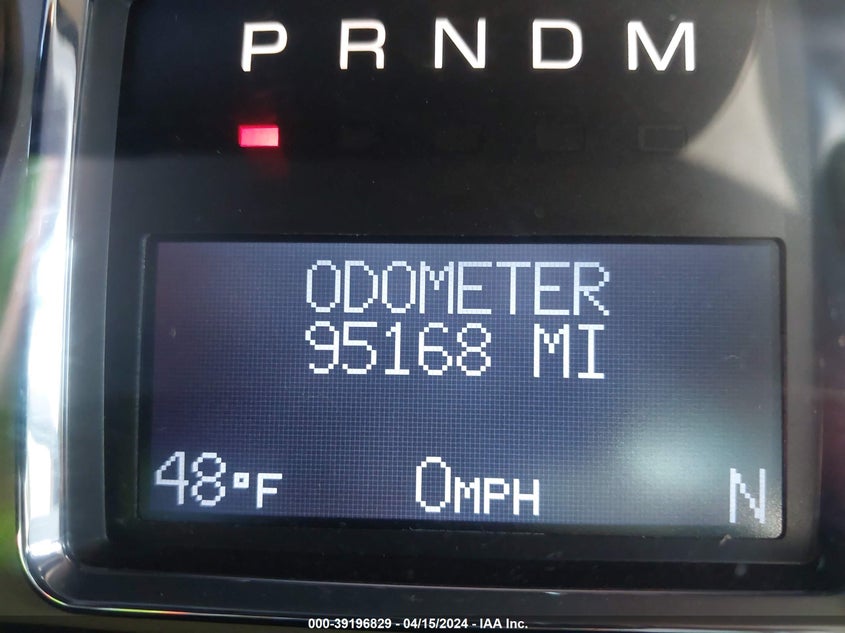 P R N D M
ODOMETER
95168 MI
48°F 0MPH N
000-39196829 - 04/15/2024 - IAA Inc.